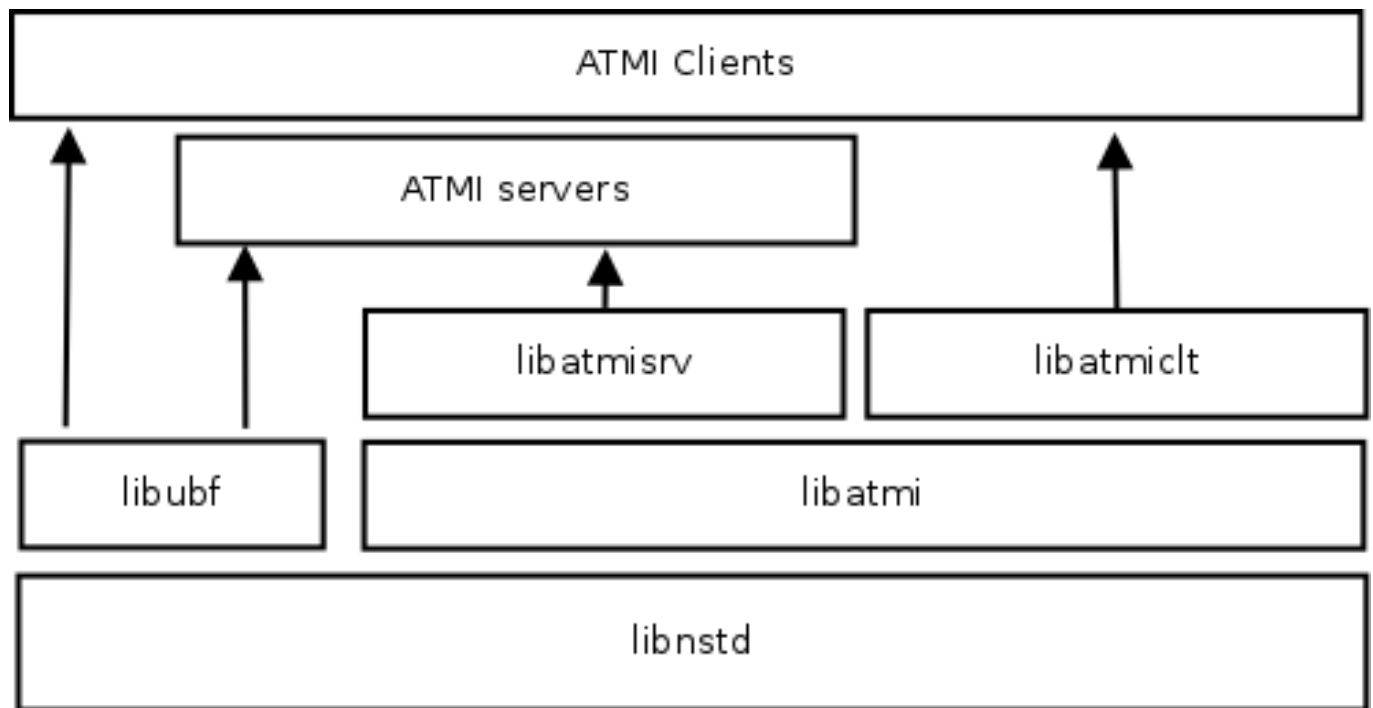 ATMI Clients
ATMI servers
libatmisrv
libatmiclt
libubf
libatmi
libnstd